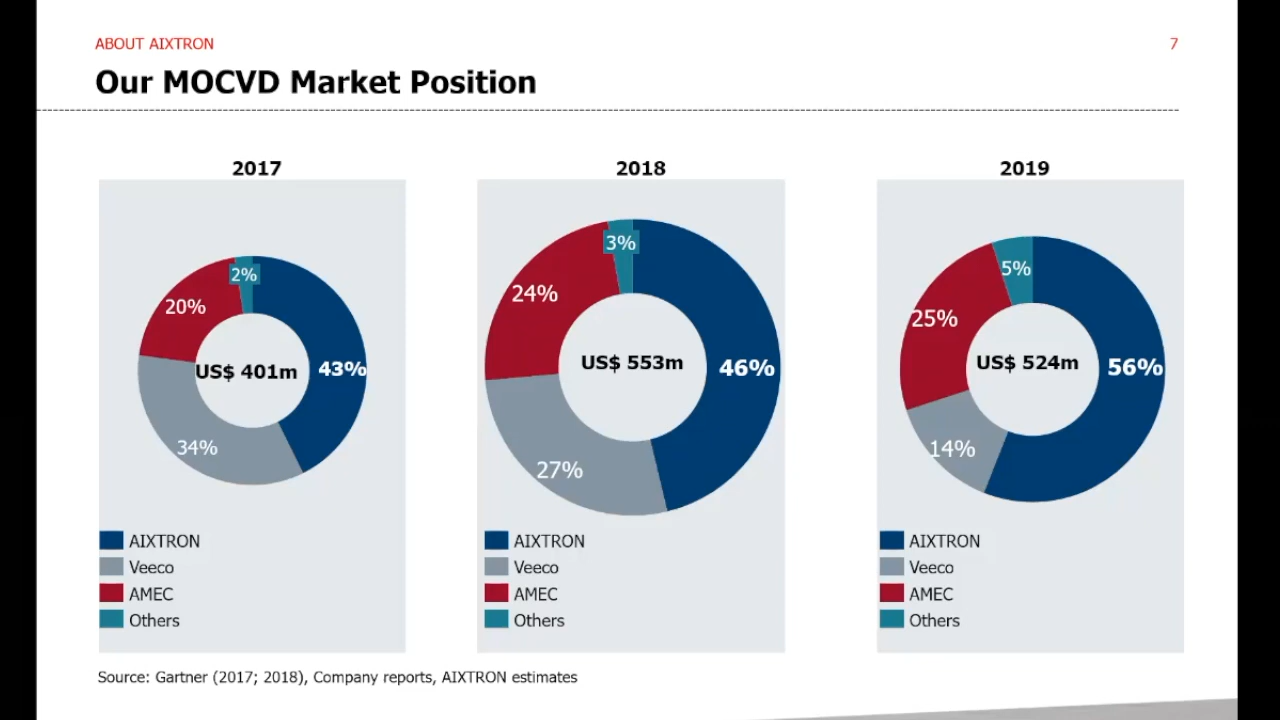 ABOUT AIXTRON
7
Our MOCVD Market Position
2017
2%
20%
US$ 401m
43%
34%
AIXTRON
Veeco
AMEC
Others
2018
3%
24%
US$ 553m
46%
27%
AIXTRON
Veeco
AMEC
Others
2019
5%
25%
US$ 524m
56%
14%
AIXTRON
Veeco
AMEC
Others
Source: Gartner (2017; 2018), Company reports, AIXTRON estimates